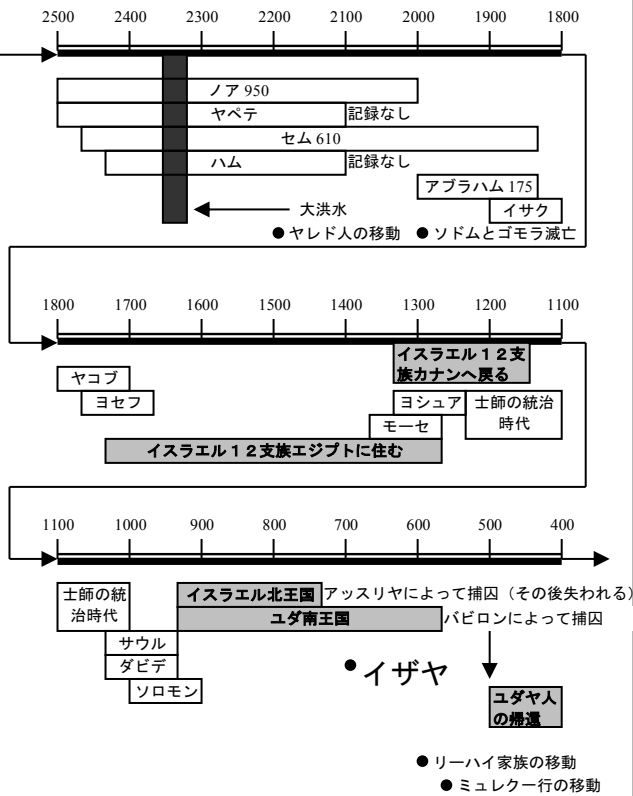 2500 2400 2300 2200 2100 2000 1900 1800
ノア 950
ヤペテ 記録なし
セム 610
ハム 記録なし
アブラハム 175
イサク
大洪水
● ヤレド人の移動 ● ソドムとゴモラ滅亡
1800 1700 1600 1500 1400 1300 1200 1100
イスラエル１２支
族カナンへ戻る
ヤコブ
ヨセフ ヨシュア 士師の統治
時代
モーセ
イスラエル１２支族エジプトに住む
1100 1000 900 800 700 600 500 400
士師の統
治時代
イスラエル北王国 アッスリヤによって捕囚（その後失われる）
ユダ南王国 バビロンによって捕囚
サウル
ダビデ
ソロモン
● イザヤ
ユダヤ人
の帰還
● リーハイ家族の移動
● ミュレク一行の移動